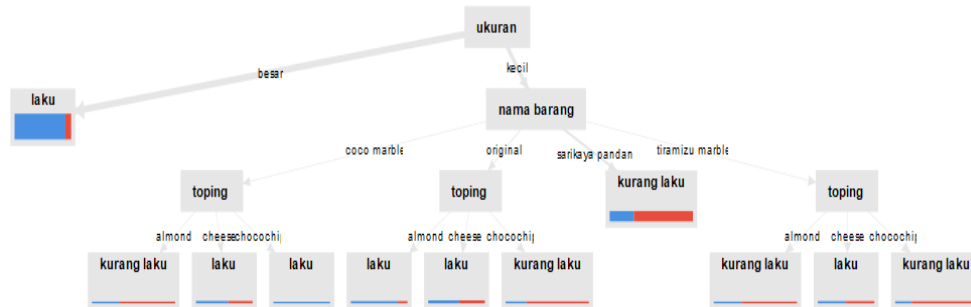 ukuran
besar
kecil
laku
nama barang
coco marble
original
sarikaya pandan
tiramizu marble
toping
toping
kurang laku
toping
almond
cheese
chocochip
almond
cheese
chocochip
almond
cheese
chocochip
kurang laku
laku
laku
laku
laku
kurang laku
kurang laku
laku
kurang laku